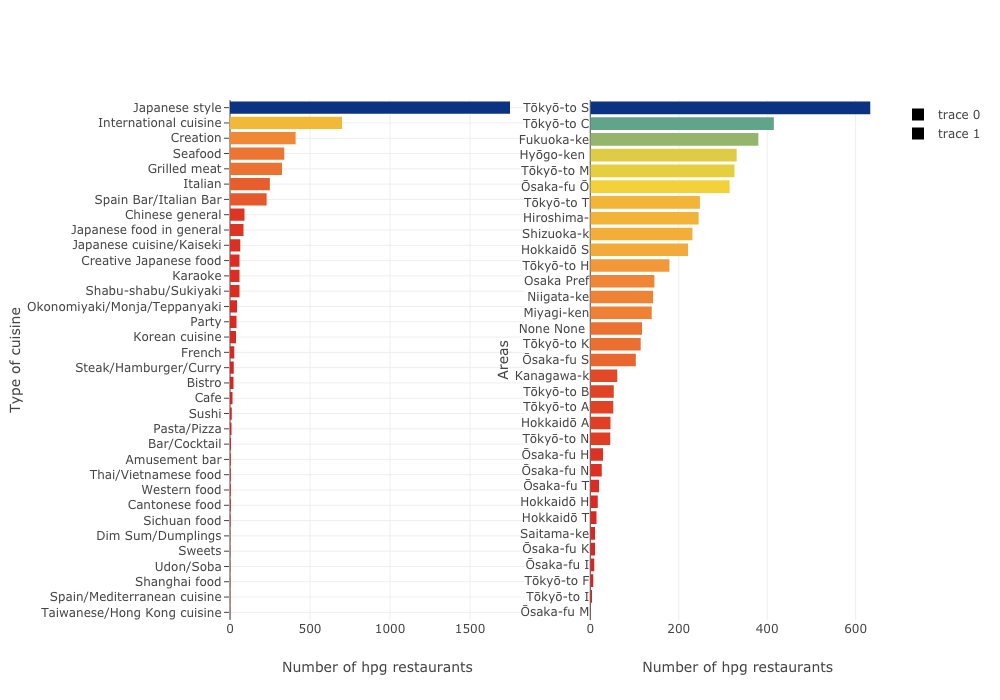 Japanese style
International cuisine
Creation
Seafood
Grilled meat
Italian
Spain Bar/Italian Bar
Chinese general
Japanese food in general
Japanese cuisine/Kaiseki
Creative Japanese food
Karaoke
Shabu-shabu/Sukiyaki
Okonomiyaki/Monja/Teppanyaki
Party
Korean cuisine
French
Steak/Hamburger/Curry
Bistro
Cafe
Sushi
Pasta/Pizza
Bar/Cocktail
Amusement bar
Thai/Vietnamese food
Western food
Cantonese food
Sichuan food
Dim Sum/Dumplings
Sweets
Udon/Soba
Shanghai food
Spain/Mediterranean cuisine
Taiwanese/Hong Kong cuisine
Type of cuisine
0 500 1000 1500
Number of hpg restaurants
Tōkyō-to S
Tōkyō-to C
Fukuoka-ke
Hyōgo-ken
Tōkyō-to M
Ōsaka-fu Ō
Tōkyō-to T
Hiroshima-
Shizuoka-k
Hokkaidō S
Tōkyō-to H
Osaka Pref
Niigata-ke
Miyagi-ken
None None
Tōkyō-to K
Ōsaka-fu S
Kanagawa-k
Tōkyō-to B
Tōkyō-to A
Hokkaidō A
Tōkyō-to N
Ōsaka-fu H
Ōsaka-fu N
Ōsaka-fu T
Hokkaidō H
Hokkaidō T
Saitama-ke
Ōsaka-fu K
Ōsaka-fu I
Tōkyō-to F
Tōkyō-to I
Ōsaka-fu M
Areas
0 200 400 600
Number of hpg restaurants
trace 0
trace 1